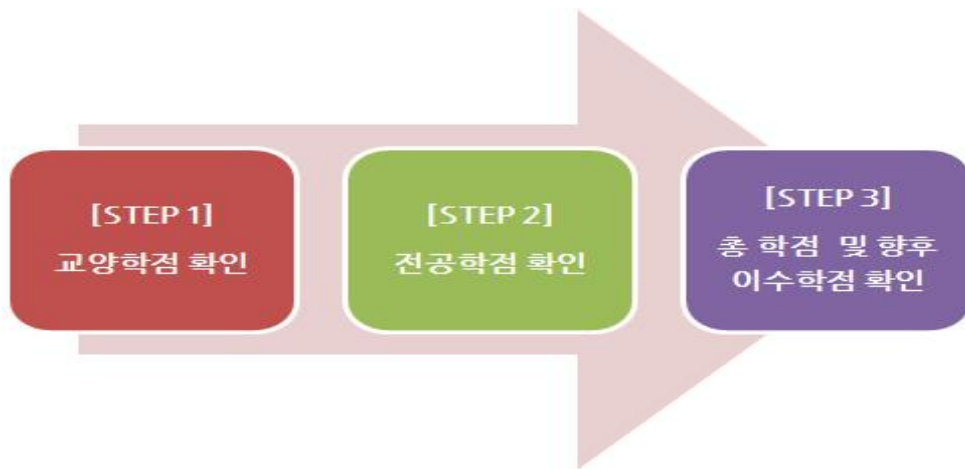 [STEP 1]
교양학점 확인
[STEP 2]
전공학점 확인
[STEP 3]
총 학점 및 향후
이수학점 확인